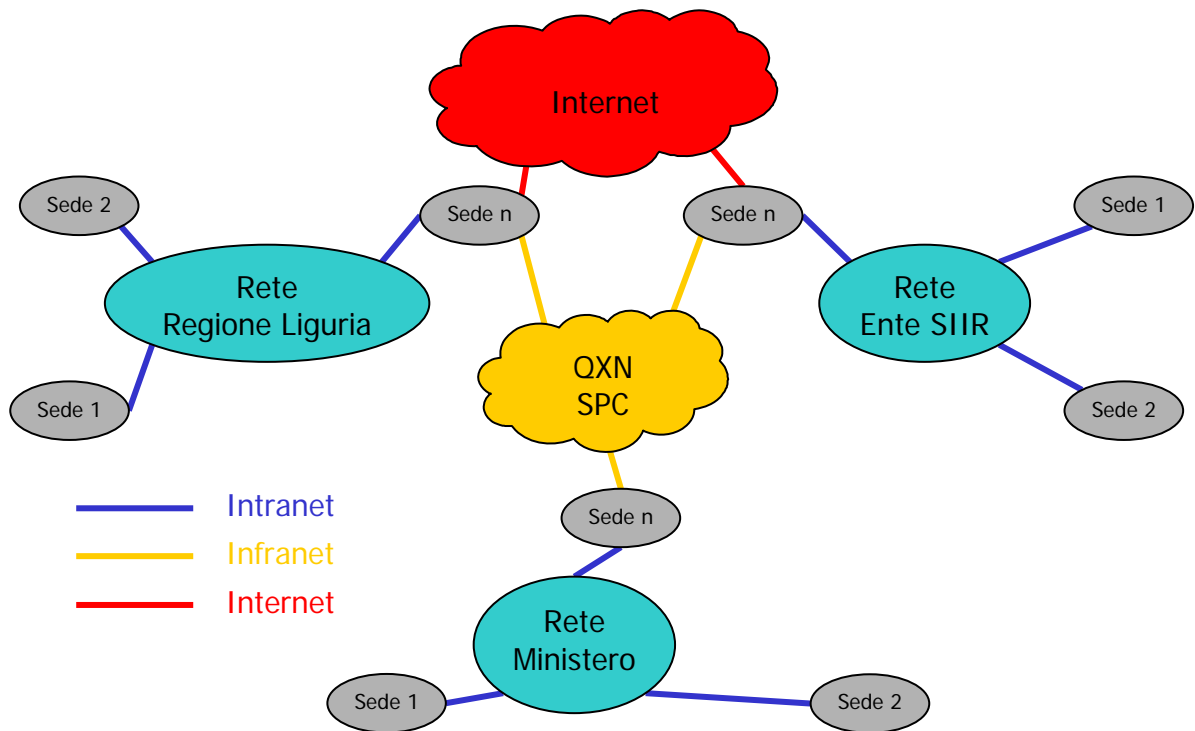 Internet
Sede 2
Sede n
Sede n
Sede 1
Rete
Regione Liguria
Rete
Ente SIIR
QXN
SPC
Sede 1
Sede 2
Intranet
Infranet
Internet
Sede n
Rete
Ministero
Sede 1
Sede 2